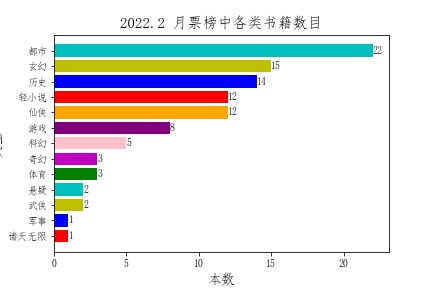 2022.2 月票榜中各类书籍数目
都市 22
玄幻 15
历史 14
轻小说 12
仙侠 12
游戏 8
科幻 5
奇幻 3
体育 3
悬疑 2
武侠 2
军事 1
诸天无限 1
0 5 10 15 20
本数